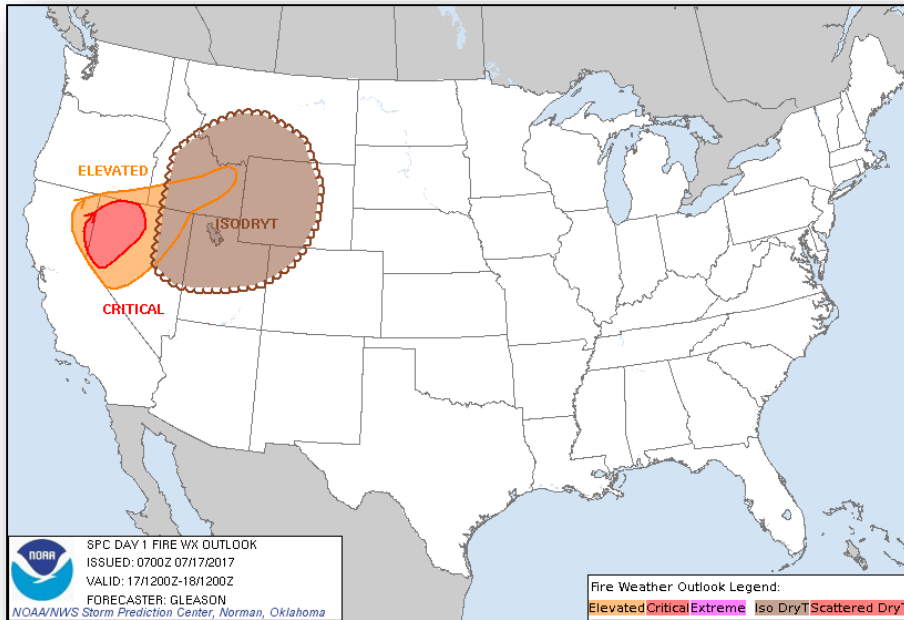 ELEVATED
ISODRYT
CRITICAL
NOAA
SPC DAY 1 FIRE WX OUTLOOK
ISSUED: 0700Z 07/17/2017
VALID: 17/1200Z-18/1200Z
FORECASTER: GLEASON
NOAA/NWS Storm Prediction Center, Norman, Oklahoma
Fire Weather Outlook Legend:
Elevated Critical Extreme Iso DryT Scattered DryT